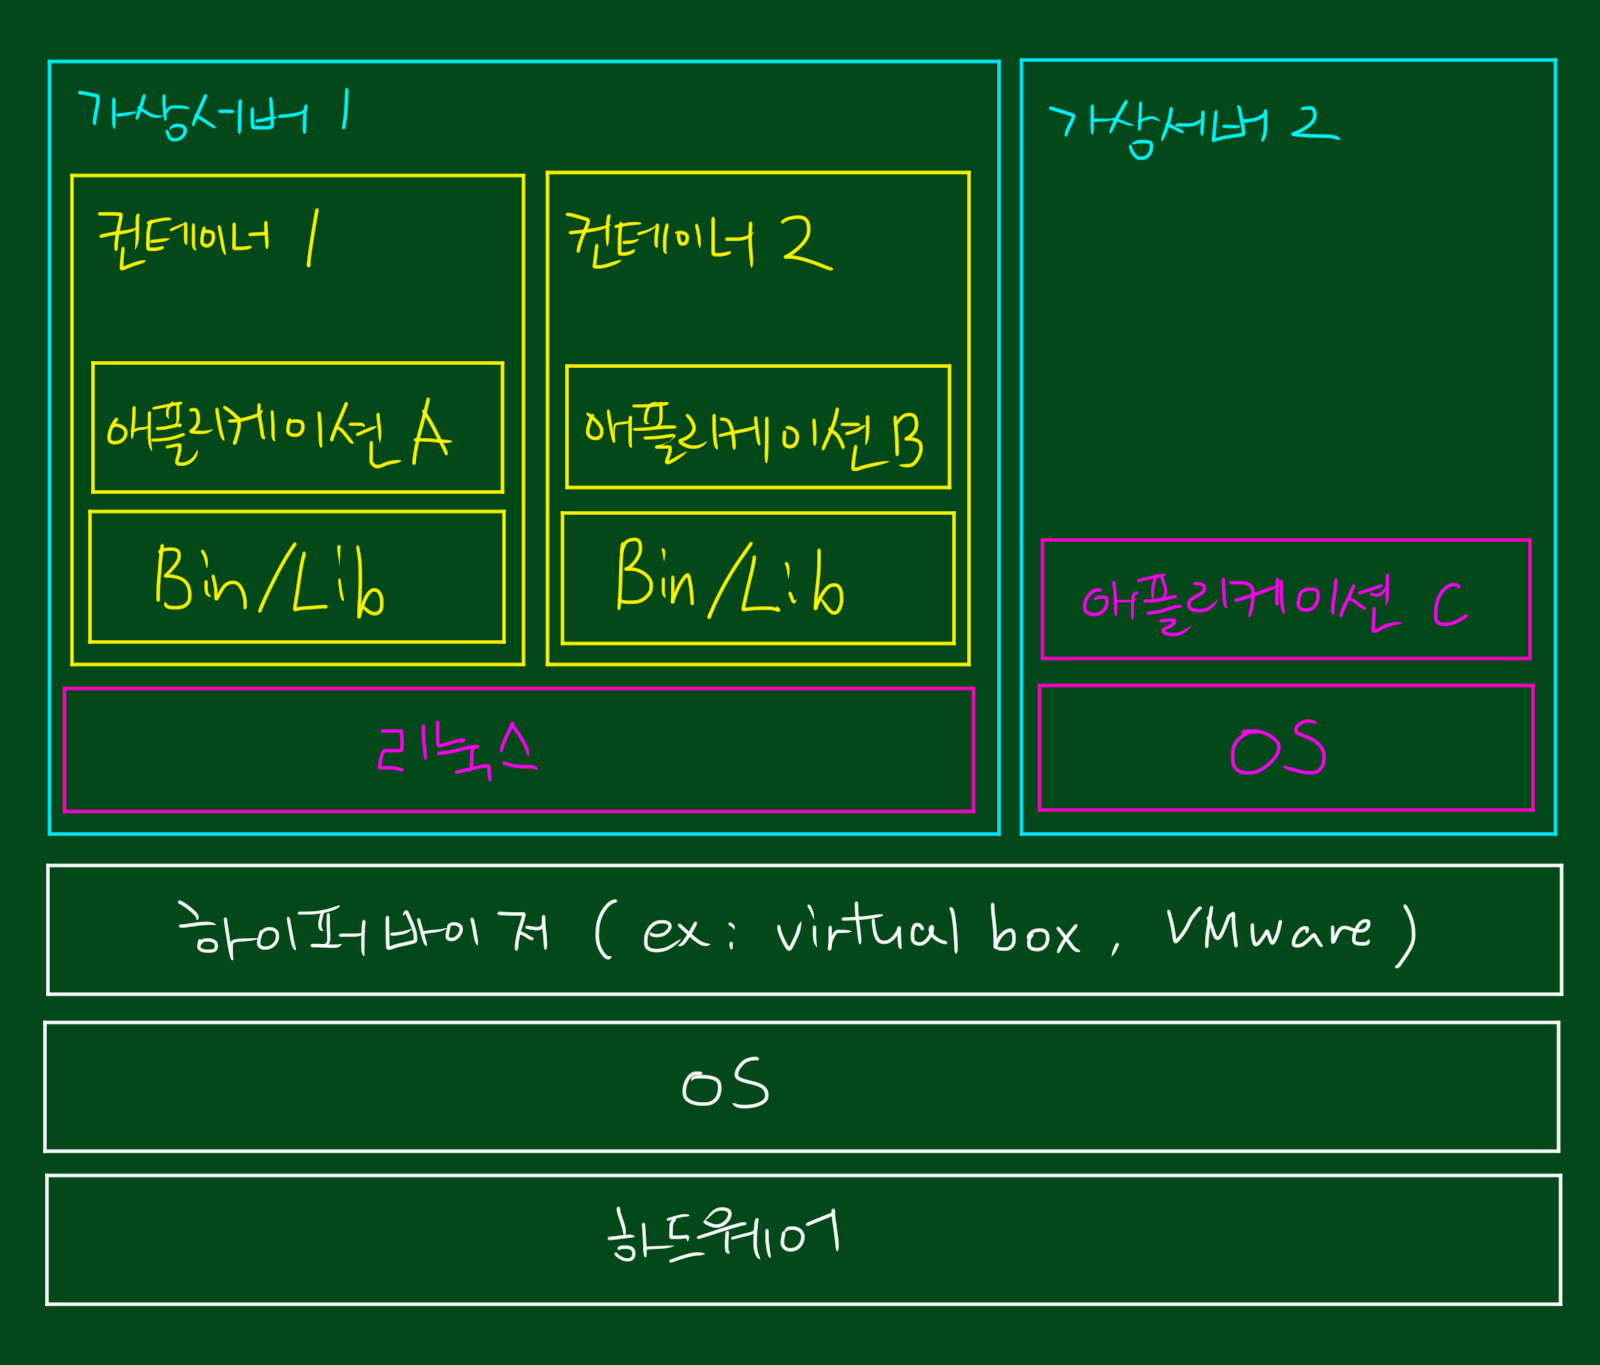 가상서버 1
컨테이너 1
애플리케이션 A
Bin/Lib
컨테이너 2
애플리케이션 B
Bin/Lib
리눅스
가상서버 2
애플리케이션 C
OS
하이퍼바이저 (ex: virtual box, VMware)
OS
하드웨어